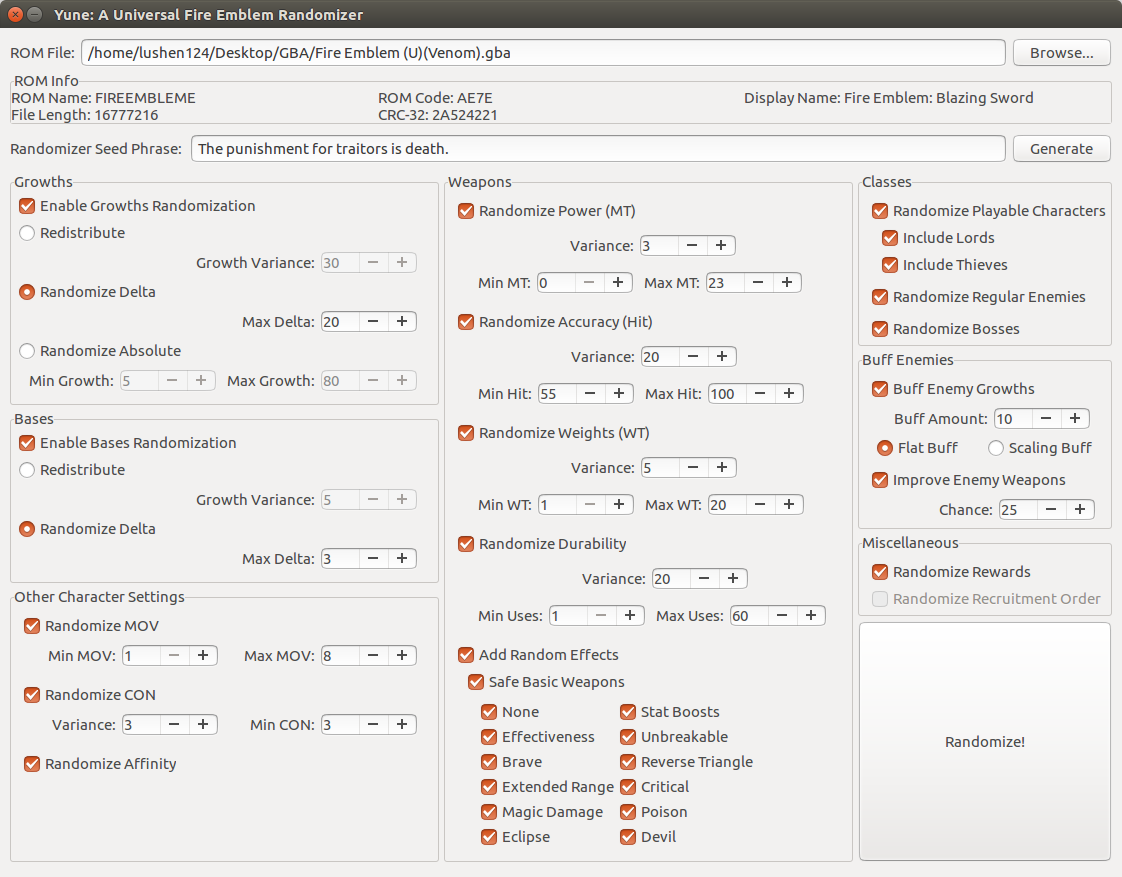 Yune: A Universal Fire Emblem Randomizer
ROM File: /home/lushen124/Desktop/GBA/Fire Emblem (U)(Venom).gba Browse...
ROM Info
ROM Name: FIREEMBLEME ROM Code: AE7E Display Name: Fire Emblem: Blazing Sword
File Length: 16777216 CRC-32: 2A524221
Randomizer Seed Phrase: The punishment for traitors is death. Generate
Growths
Enable Growths Randomization
Redistribute
Growth Variance: 30
Randomize Delta
Max Delta: 20
Randomize Absolute
Min Growth: 5 Max Growth: 80
Bases
Enable Bases Randomization
Redistribute
Growth Variance: 5
Randomize Delta
Max Delta: 3
Other Character Settings
Randomize MOV
Min MOV: 1 Max MOV: 8
Randomize CON
Variance: 3 Min CON: 3
Randomize Affinity
Weapons
Randomize Power (MT)
Variance: 3
Min MT: 0 Max MT: 23
Randomize Accuracy (Hit)
Variance: 20
Min Hit: 55 Max Hit: 100
Randomize Weights (WT)
Variance: 5
Min WT: 1 Max WT: 20
Randomize Durability
Variance: 20
Min Uses: 1 Max Uses: 60
Add Random Effects
Safe Basic Weapons
None Stat Boosts
Effectiveness Unbreakable
Brave Reverse Triangle
Extended Range Critical
Magic Damage Poison
Eclipse Devil
Classes
Randomize Playable Characters
Include Lords
Include Thieves
Randomize Regular Enemies
Randomize Bosses
Buff Enemies
Buff Enemy Growths
Buff Amount: 10
Flat Buff Scaling Buff
Improve Enemy Weapons
Chance: 25
Miscellaneous
Randomize Rewards
Randomize Recruitment Order
Randomize!